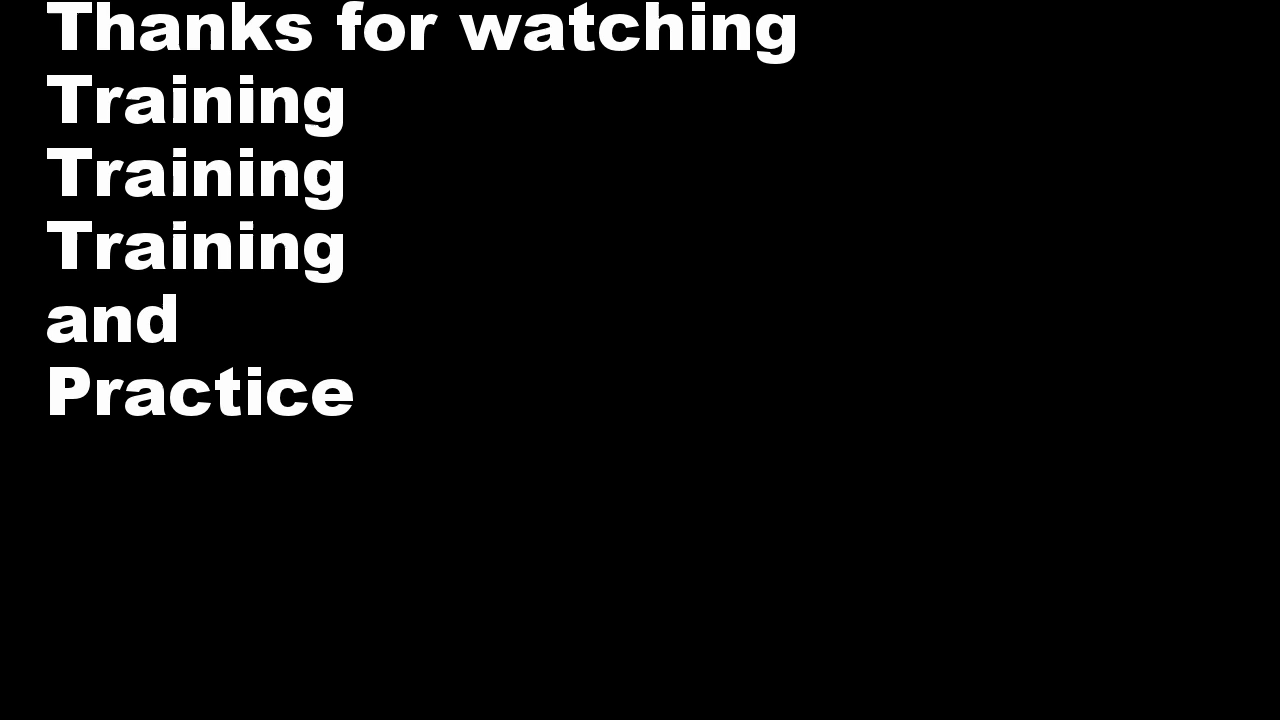 Thanks for watching
Training
Training
Training
and
Practice